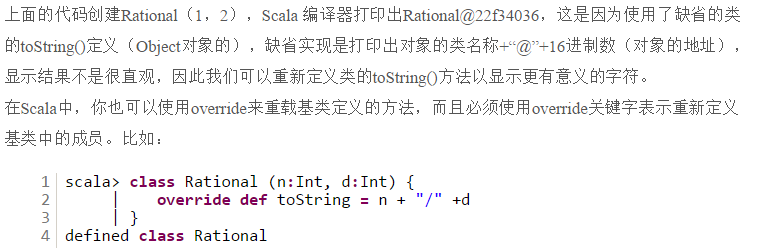 上面的代码创建Rational（1，2），Scala 编译器打印出Rational@22f34036，这是因为使用了缺省的类
的toString()定义（Object对象的），缺省实现是打印出对象的类名称+“@”+16进制数（对象的地址），
显示结果不是很直观，因此我们可以重新定义类的toString()方法以显示更有意义的字符。
在Scala中，你也可以使用override来重载基类定义的方法，而且必须使用override关键字表示重新定义
基类中的成员。比如：
1 scala> class Rational (n:Int, d:Int) {
2      |    override def toString = n + "/" +d
3      | }
4 defined class Rational